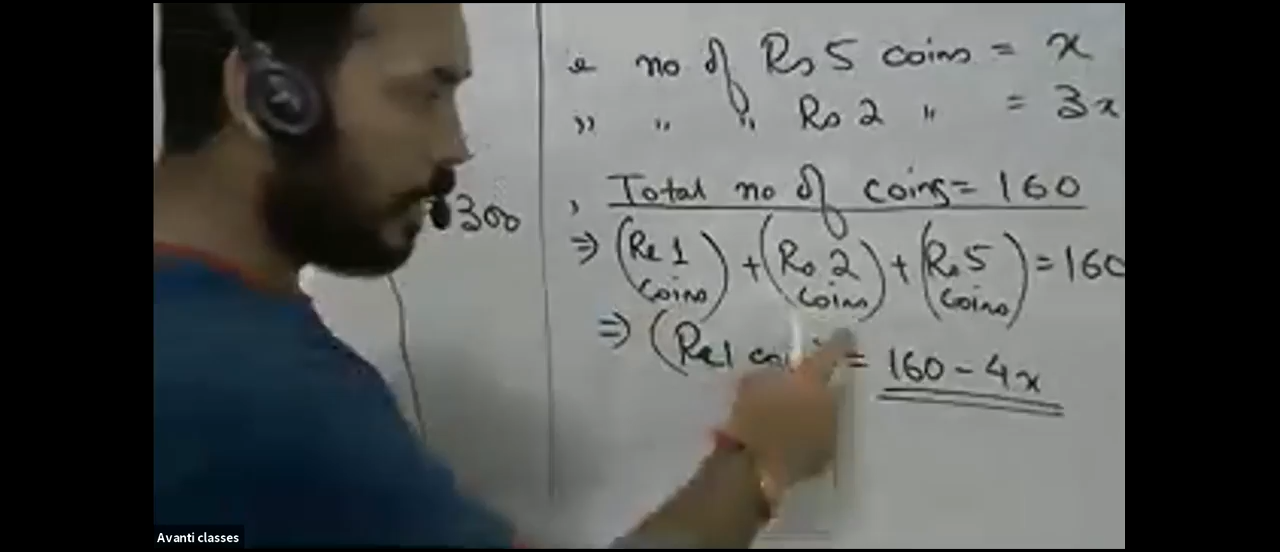 e no of Rs 5 coins = x
" " " Rs 2 " = 3x
300
, Total no of coins = 160
⇒ (Re 1 coins) + (Rs 2 coins) + (Rs 5 coins) = 160
⇒ (Re 1 = 160 - 4x
Avanti classes